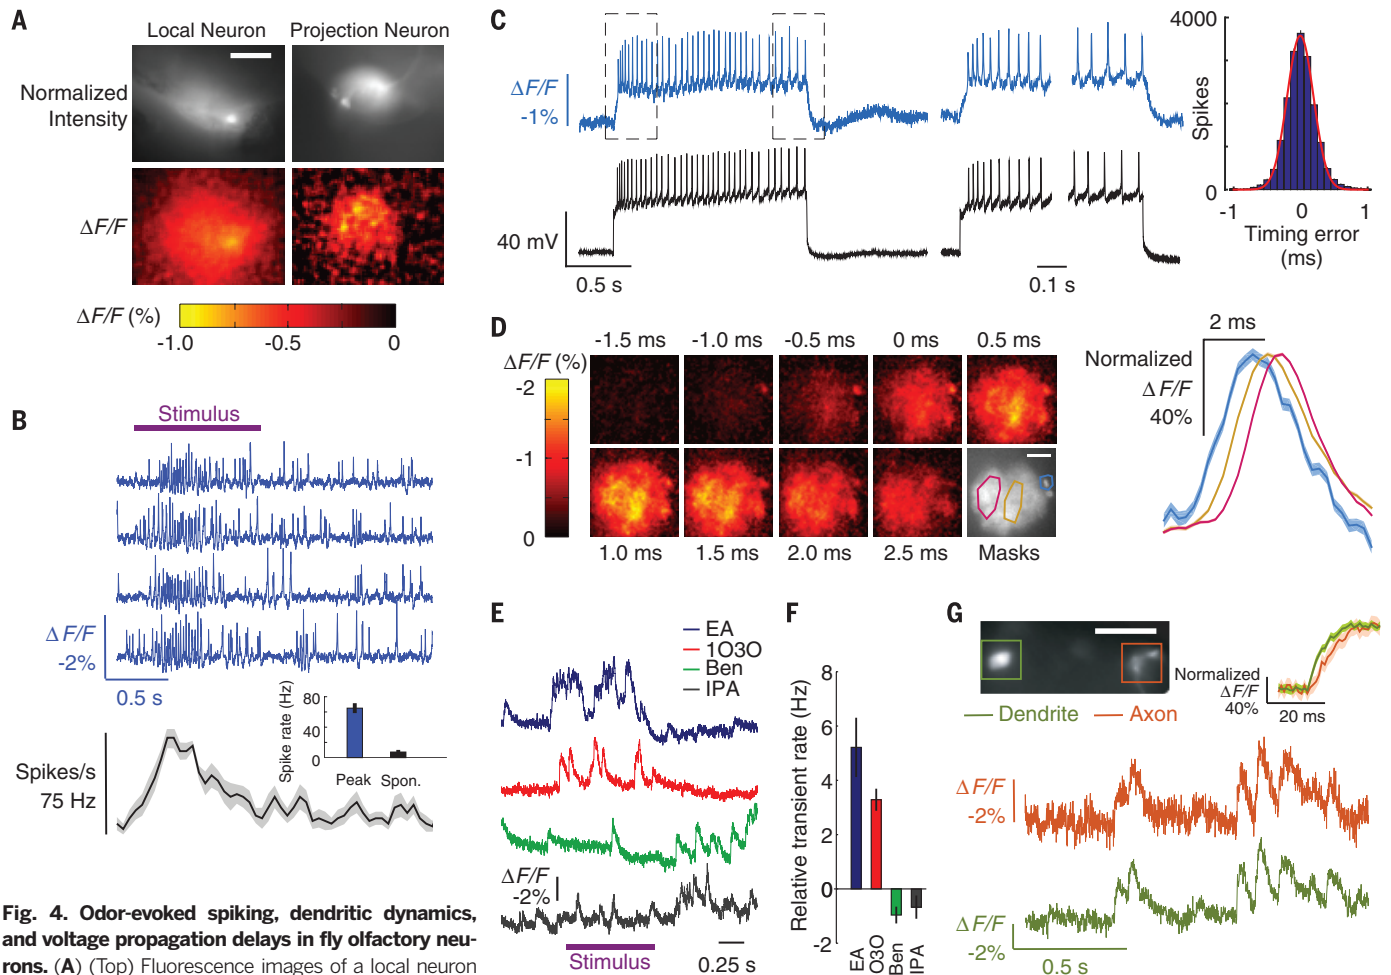 A
Local Neuron
Projection Neuron
Normalized
Intensity
ΔF/F
ΔF/F (%)
-1.0
-0.5
0
B
Stimulus
ΔF/F
-2%
0.5 s
Spike rate (Hz)
80
40
0
Peak
Spon.
Spikes/s
75 Hz
Fig. 4. Odor-evoked spiking, dendritic dynamics,
and voltage propagation delays in fly olfactory neu-
rons. (A) (Top) Fluorescence images of a local neuron
C
ΔF/F
-1%
40 mV
0.5 s
0.1 s
4000
Spikes
0
-1
0
1
Timing error
(ms)
D
ΔF/F (%)
-2
-1
0
-1.5 ms
-1.0 ms
-0.5 ms
0 ms
0.5 ms
1.0 ms
1.5 ms
2.0 ms
2.5 ms
Masks
2 ms
Normalized
ΔF/F
40%
E
EA
1O3O
Ben
IPA
ΔF/F
-2%
Stimulus
0.25 s
F
Relative transient rate (Hz)
8
6
4
2
0
-2
EA
O3O
Ben
IPA
G
Dendrite
Axon
Normalized
ΔF/F
40%
20 ms
ΔF/F
-2%
ΔF/F
-2%
0.5 s